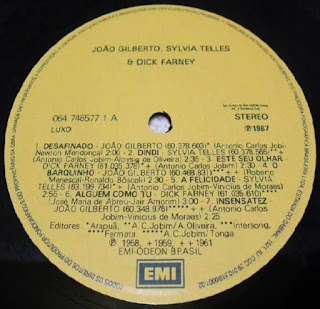 JOÃO GILBERTO, SYLVIA TELLES
& DICK FARNEY
064 748577 1 A
LUXO
STEREO
℗ 1987
1. DESAFINADO - JOÃO GILBERTO (60.378.663)* (Antonio Carlos Jobi-
Newton Mendonça) 2:00 - 2. DINDI - SYLVIA TELLES (60.378.565)**
(Antonio Carlos Jobim-Aloysio de Oliveira) 2:35 - 3. ESTE SEU OLHAR -
DICK FARNEY (61.035.378)* (Antonio Carlos Jobim) 2:30 - 4. O
BARQUINHO - JOÃO GILBERTO (60.468.831)*** (Roberto
Menescal-Ronaldo Bôscoli) 2:30 - 5. A FELICIDADE - SYLVIA
TELLES (63.199.734)* (Antonio Carlos Jobim-Vinicius de Moraes)
2:55 - 6. ALGUEM COMO TU - DICK FARNEY (61.035.610)***
(José Maria de Abreu-Jair Amorim) 3:00 - 7. INSENSATEZ -
JOÃO GILBERTO (60.348.976)*** (Antonio Carlos
Jobim-Vinicius de Moraes) 2:25
Editores: *Arapuã, **A.C.Jobim/A.Oliveira, ***Intersong,
****Fermata, *****A.C.Jobim/Tonga
℗ 1958, +1959, ++1961
EMI-ODEON BRASIL
EMI